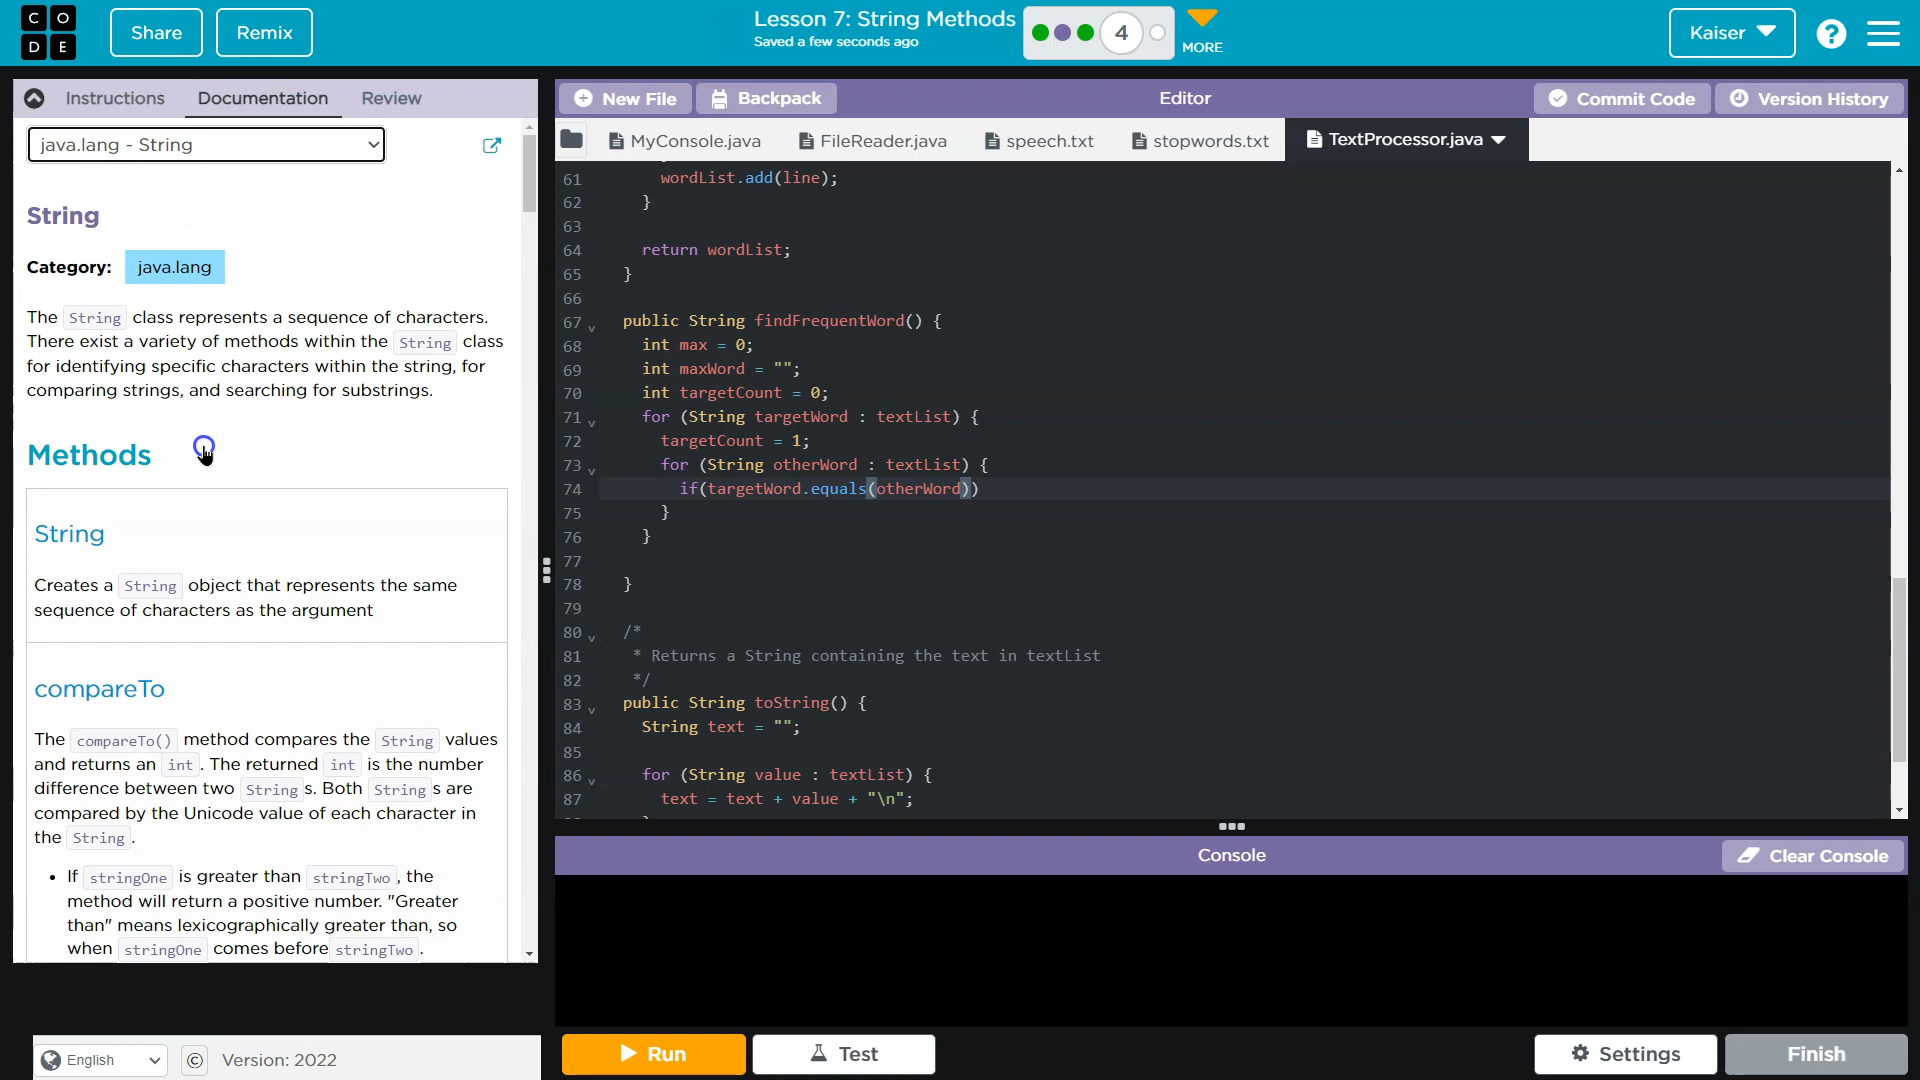 C O
D E
Share
Remix
Lesson 7: String Methods
Saved a few seconds ago
4
MORE
Kaiser
?
Instructions
Documentation
Review
java.lang - String
String
Category: java.lang
The String class represents a sequence of characters.
There exist a variety of methods within the String class
for identifying specific characters within the string, for
comparing strings, and searching for substrings.
Methods
String
Creates a String object that represents the same
sequence of characters as the argument
compareTo
The compareTo() method compares the String values
and returns an int. The returned int is the number
difference between two Strings. Both Strings are
compared by the Unicode value of each character in
the String.
• If stringOne is greater than stringTwo, the
method will return a positive number. "Greater
than" means lexicographically greater than, so
when stringOne comes before stringTwo.
English
©
Version: 2022
New File
Backpack
Editor
Commit Code
Version History
MyConsole.java
FileReader.java
speech.txt
stopwords.txt
TextProcessor.java
61 wordList.add(line);
62 }
63
64 return wordList;
65 }
66
67 public String findFrequentWord() {
68 int max = 0;
69 int maxWord = "";
70 int targetCount = 0;
71 for (String targetWord : textList) {
72 targetCount = 1;
73 for (String otherWord : textList) {
74 if(targetWord.equals(otherWord))
75 }
76 }
77
78 }
79
80 /*
81 * Returns a String containing the text in textList
82 */
83 public String toString() {
84 String text = "";
85
86 for (String value : textList) {
87 text = text + value + "\n";
Console
Clear Console
Run
Test
Settings
Finish